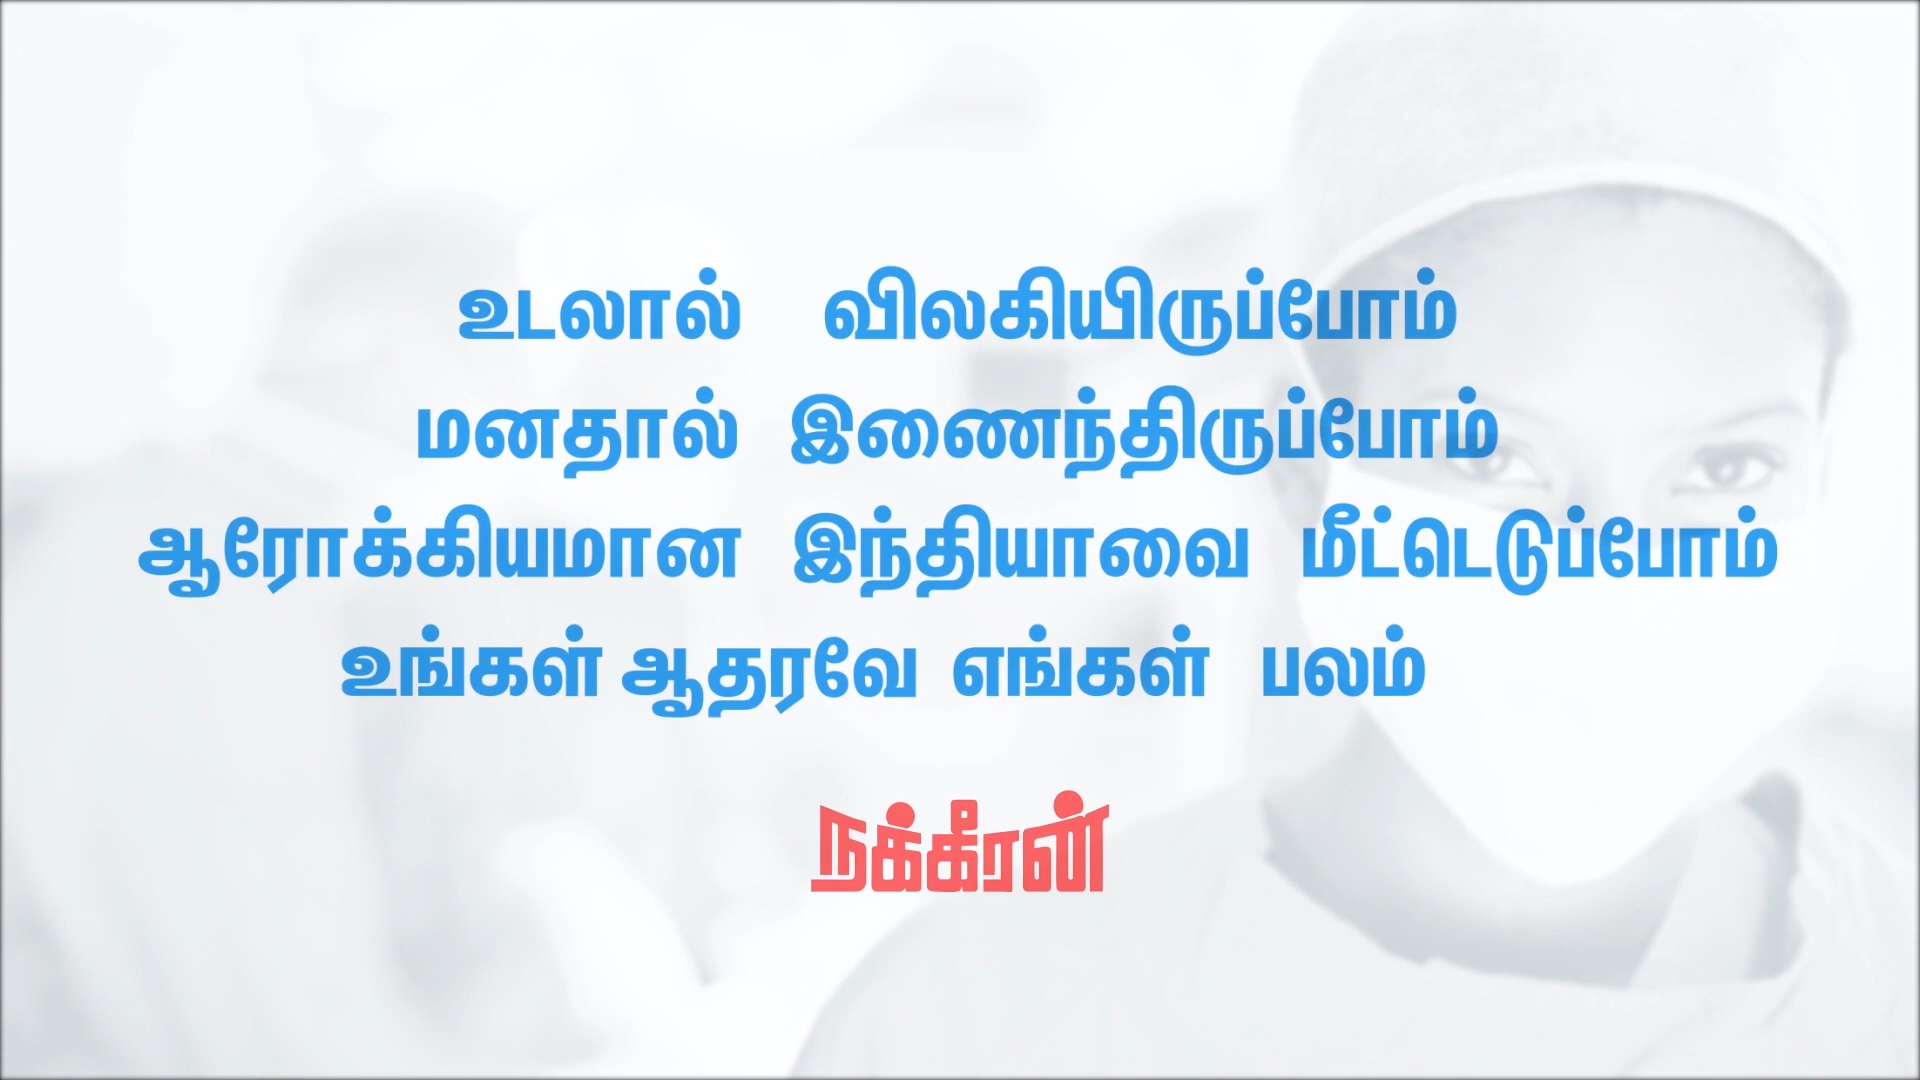 உடலால் விலகியிருப்போம்
மனதால் இணைந்திருப்போம்
ஆரோக்கியமான இந்தியாவை மீட்டெடுப்போம்
உங்கள் ஆதரவே எங்கள் பலம்
நக்கீரன்